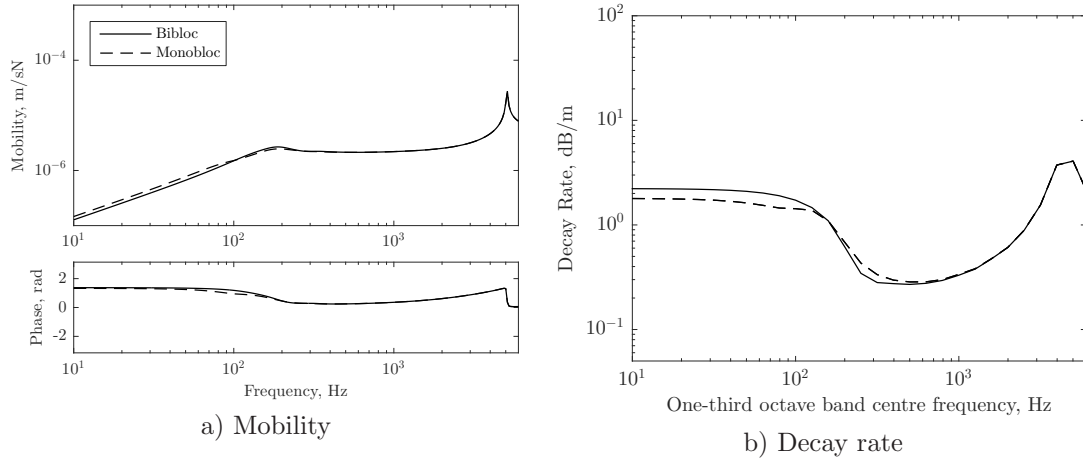 Bibloc
Monobloc
Mobility, m/sN
10^-4
10^-6
10^1 10^2 10^3
Phase, rad
2
0
-2
10^1 10^2 10^3
Frequency, Hz
a) Mobility
Decay Rate, dB/m
10^2
10^1
10^0
10^-1
10^1 10^2 10^3
One-third octave band centre frequency, Hz
b) Decay rate